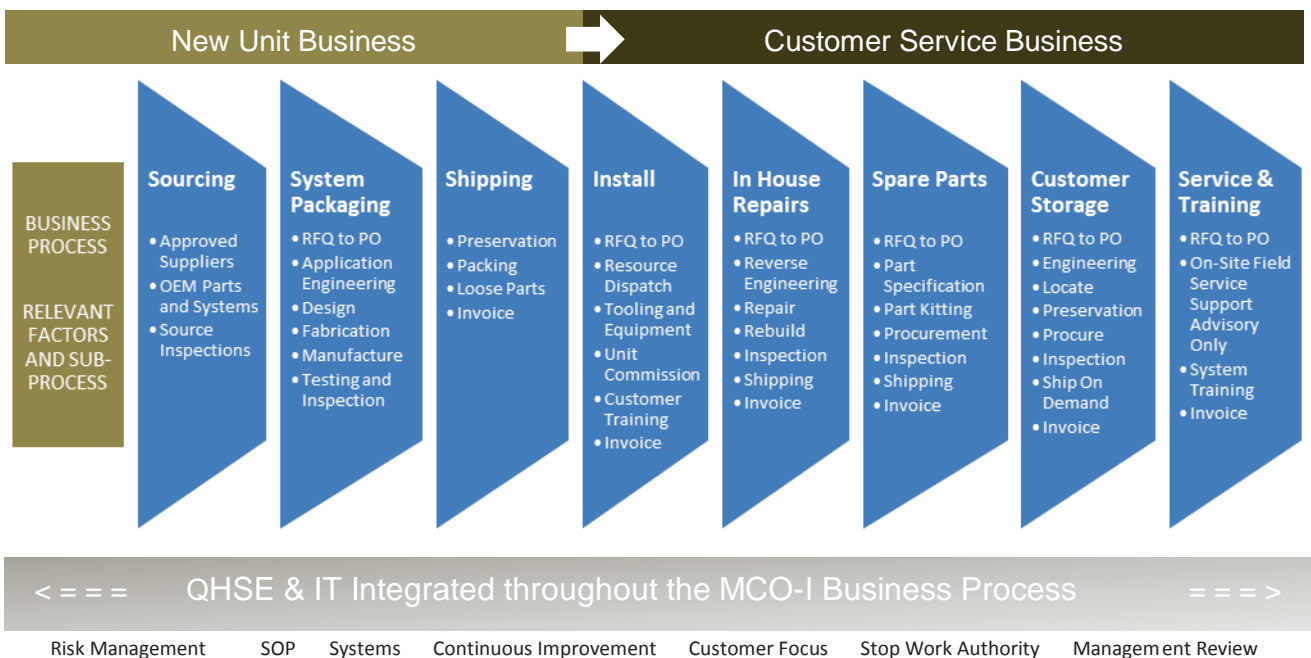 New Unit Business
Customer Service Business
BUSINESS
PROCESS
RELEVANT
FACTORS
AND SUB-
PROCESS
Sourcing
• Approved
Suppliers
• OEM Parts
and Systems
• Source
Inspections
System
Packaging
• RFQ to PO
• Application
Engineering
• Design
• Fabrication
• Manufacture
• Testing and
Inspection
Shipping
• Preservation
• Packing
• Loose Parts
• Invoice
Install
• RFQ to PO
• Resource
Dispatch
• Tooling and
Equipment
• Unit
Commission
• Customer
Training
• Invoice
In House
Repairs
• RFQ to PO
• Reverse
Engineering
• Repair
• Rebuild
• Inspection
• Shipping
• Invoice
Spare Parts
• RFQ to PO
• Part
Specification
• Part Kitting
• Procurement
• Inspection
• Shipping
• Invoice
Customer
Storage
• RFQ to PO
• Engineering
• Locate
• Preservation
• Procure
• Inspection
• Ship On
Demand
• Invoice
Service &
Training
• RFQ to PO
• On-Site Field
Service
Support
Advisory
Only
• System
Training
• Invoice
< = = = QHSE & IT Integrated throughout the MCO-I Business Process = = = >
Risk Management SOP Systems Continuous Improvement Customer Focus Stop Work Authority Management Review